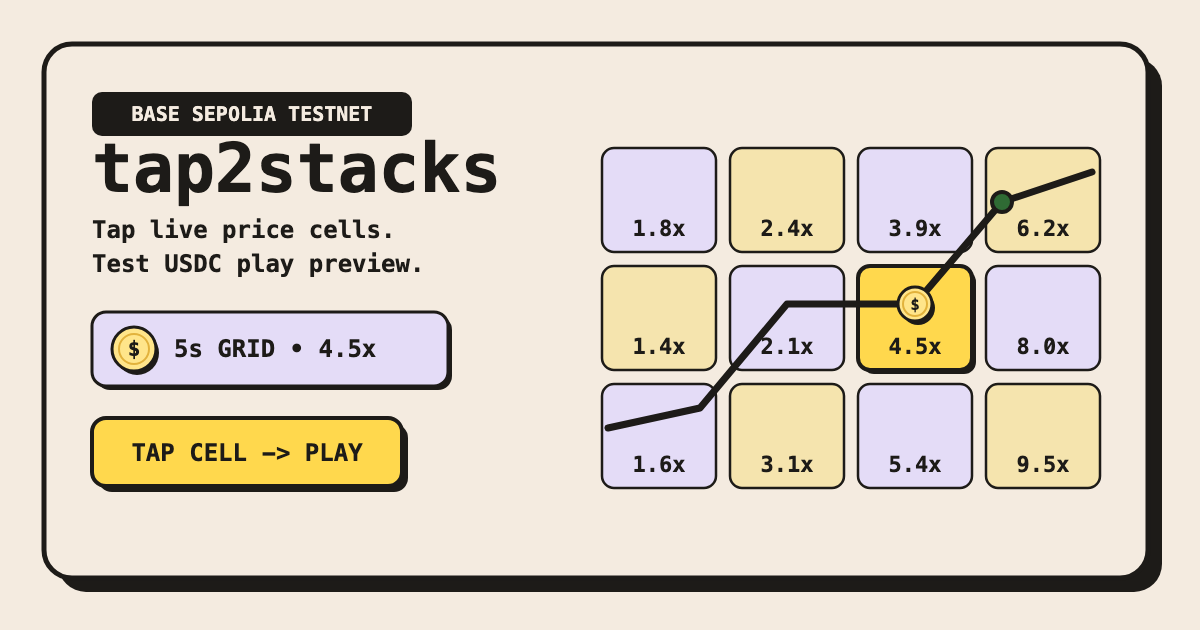 BASE SEPOLIA TESTNET
tap2stacks
Tap live price cells.
Test USDC play preview.
$ 5s GRID • 4.5x
TAP CELL —> PLAY
1.8x 2.4x 3.9x 6.2x
$
1.4x 2.1x 4.5x 8.0x
1.6x 3.1x 5.4x 9.5x